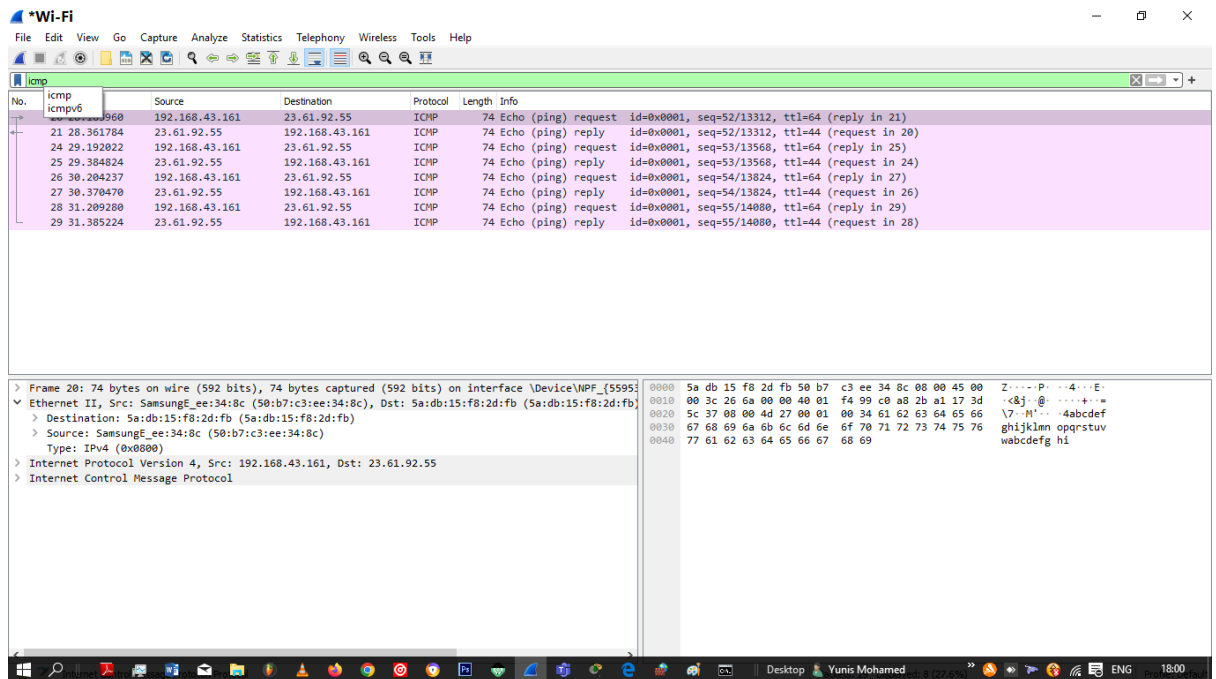 *Wi-Fi
File Edit View Go Capture Analyze Statistics Telephony Wireless Tools Help
icmp
icmp
icmpv6
No. Source Destination Protocol Length Info
192.168.43.161 23.61.92.55 ICMP 74 Echo (ping) request id=0x0001, seq=52/13312, ttl=64 (reply in 21)
21 28.361784 23.61.92.55 192.168.43.161 ICMP 74 Echo (ping) reply id=0x0001, seq=52/13312, ttl=44 (request in 20)
24 29.192022 192.168.43.161 23.61.92.55 ICMP 74 Echo (ping) request id=0x0001, seq=53/13568, ttl=64 (reply in 25)
25 29.384824 23.61.92.55 192.168.43.161 ICMP 74 Echo (ping) reply id=0x0001, seq=53/13568, ttl=44 (request in 24)
26 30.204237 192.168.43.161 23.61.92.55 ICMP 74 Echo (ping) request id=0x0001, seq=54/13824, ttl=64 (reply in 27)
27 30.370470 23.61.92.55 192.168.43.161 ICMP 74 Echo (ping) reply id=0x0001, seq=54/13824, ttl=44 (request in 26)
28 31.209280 192.168.43.161 23.61.92.55 ICMP 74 Echo (ping) request id=0x0001, seq=55/14080, ttl=64 (reply in 29)
29 31.385224 23.61.92.55 192.168.43.161 ICMP 74 Echo (ping) reply id=0x0001, seq=55/14080, ttl=44 (request in 28)
Frame 20: 74 bytes on wire (592 bits), 74 bytes captured (592 bits) on interface \Device\NPF_{55953
Ethernet II, Src: SamsungE_ee:34:8c (50:b7:c3:ee:34:8c), Dst: 5a:db:15:f8:2d:fb (5a:db:15:f8:2d:fb)
Destination: 5a:db:15:f8:2d:fb (5a:db:15:f8:2d:fb)
Source: SamsungE_ee:34:8c (50:b7:c3:ee:34:8c)
Type: IPv4 (0x0800)
Internet Protocol Version 4, Src: 192.168.43.161, Dst: 23.61.92.55
Internet Control Message Protocol
0000 5a db 15 f8 2d fb 50 b7 c3 ee 34 8c 08 00 45 00 Z···-·P· ··4···E·
0010 00 3c 26 6a 00 00 40 01 f4 99 c0 a8 2b a1 17 3d ·<&j··@· ····+··=
0020 5c 37 08 00 4d 27 00 01 00 34 61 62 63 64 65 66 \7··M'·· ·4abcdef
0030 67 68 69 6a 6b 6c 6d 6e 6f 70 71 72 73 74 75 76 ghijklmn opqrstuv
0040 77 61 62 63 64 65 66 67 68 69 wabcdefg hi
Desktop Yunis Mohamed ENG 18:00